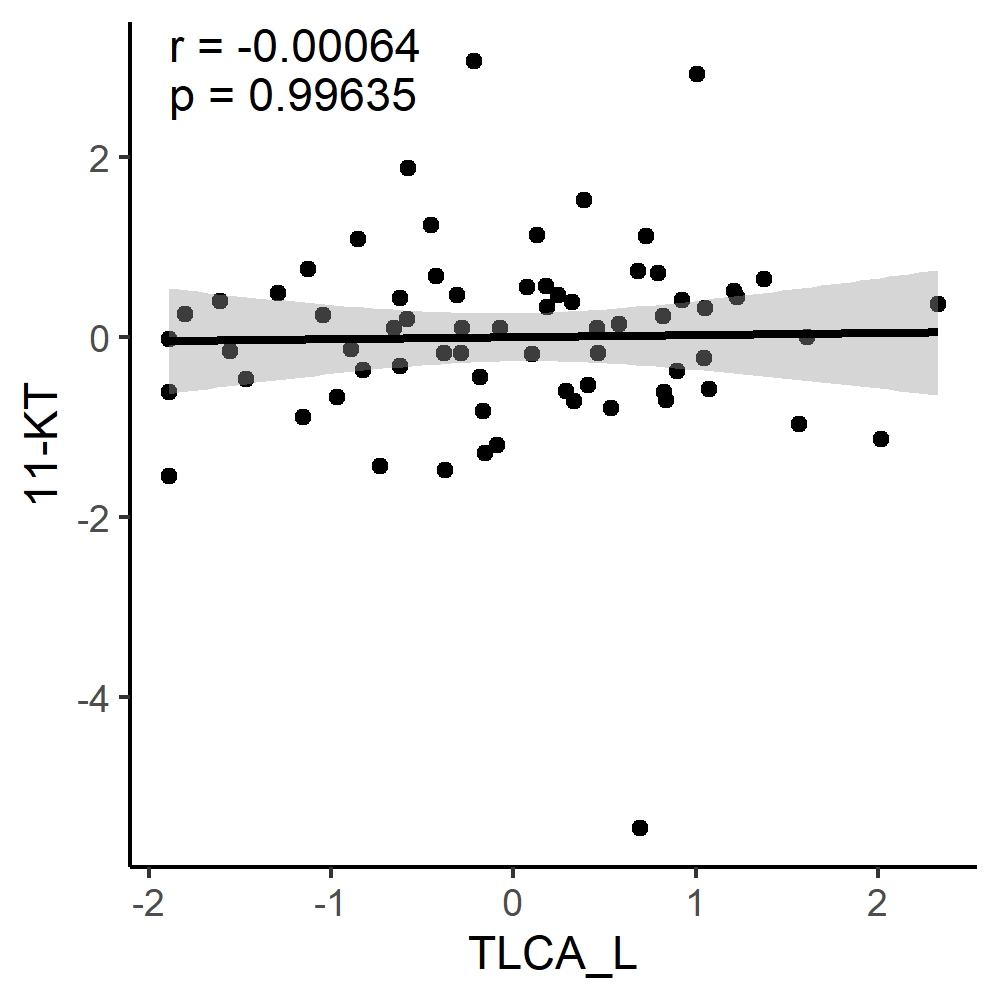 r = -0.00064
p = 0.99635
2
0
-2
-4
11-KT
-2 -1 0 1 2
TLCA_L